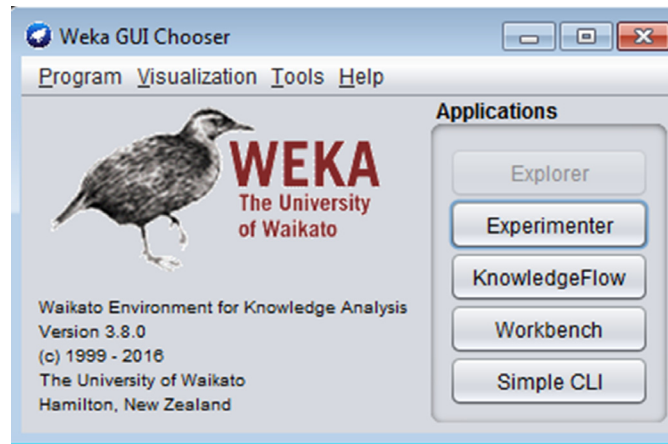 Weka GUI Chooser
Program Visualization Tools Help
WEKA
The University
of Waikato
Waikato Environment for Knowledge Analysis
Version 3.8.0
(c) 1999 - 2016
The University of Waikato
Hamilton, New Zealand
Applications
Explorer
Experimenter
KnowledgeFlow
Workbench
Simple CLI